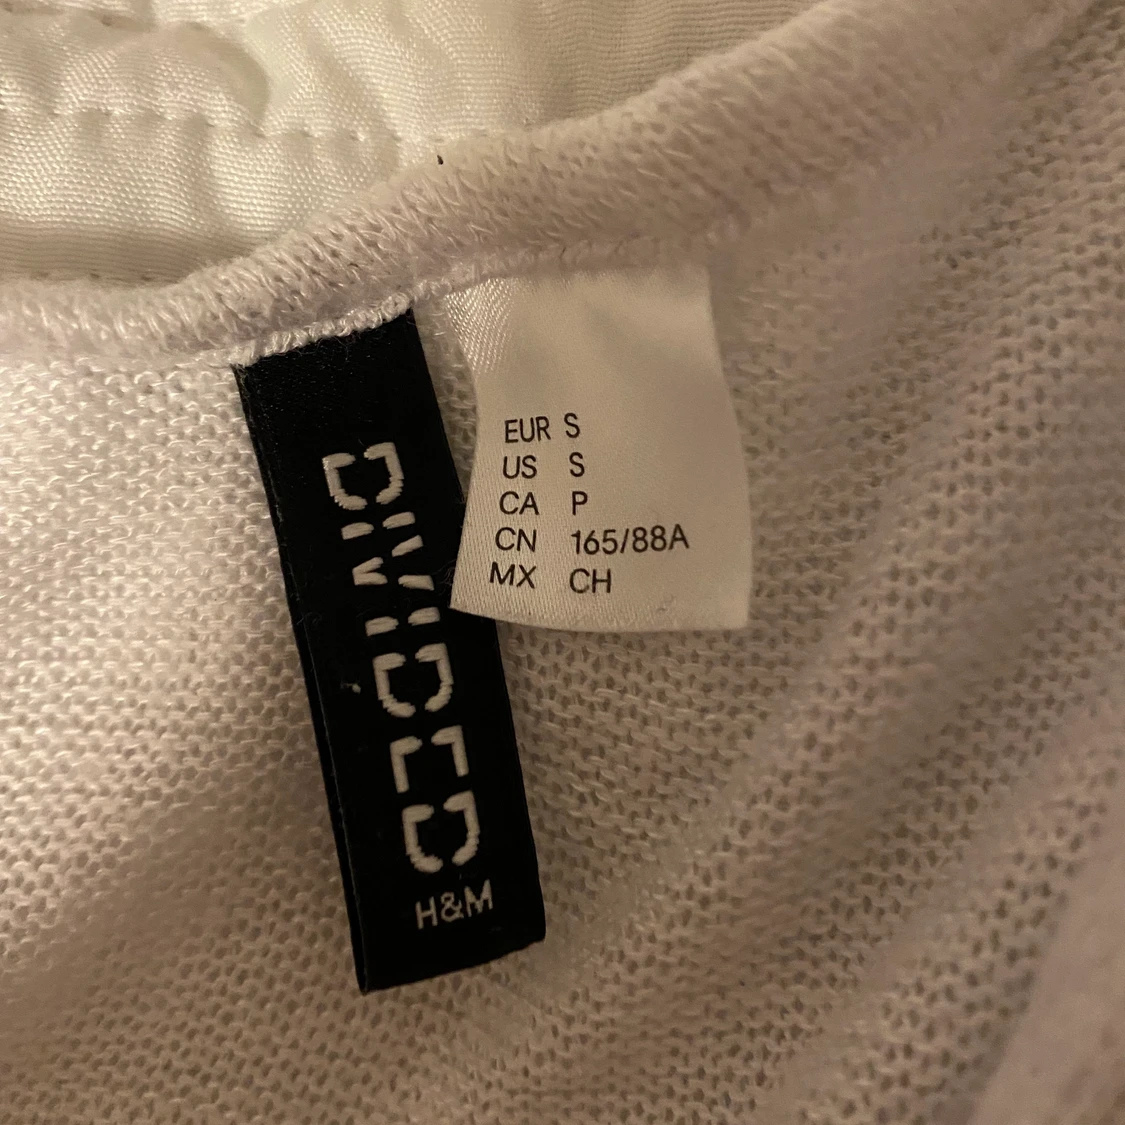 DIVIDED
H&M
EUR S
US S
CA P
CN 165/88A
MX CH